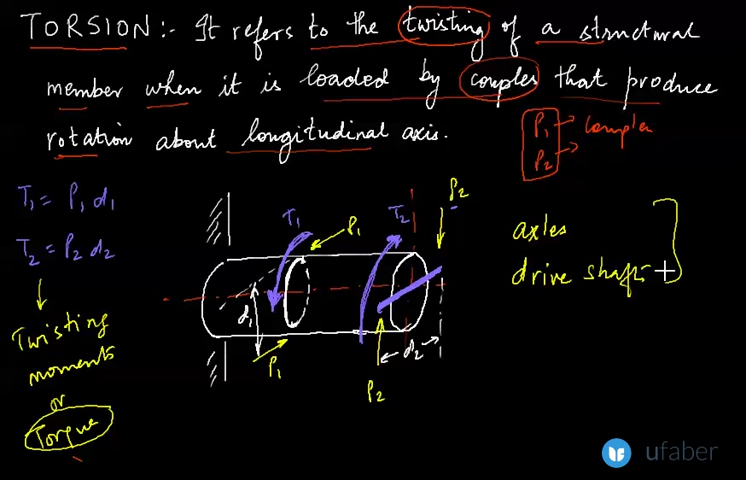 TORSION :- It refers to the twisting of a structural
member when it is loaded by couples that produce
rotation about longitudinal axis.
P1 → couples
P2 →
T1 = P1 d1
T2 = P2 d2
Twisting
moments
or
Torque
T1
P1
T2
P2
d1
P1
d2
P2
axles
drive shafts
ufaber